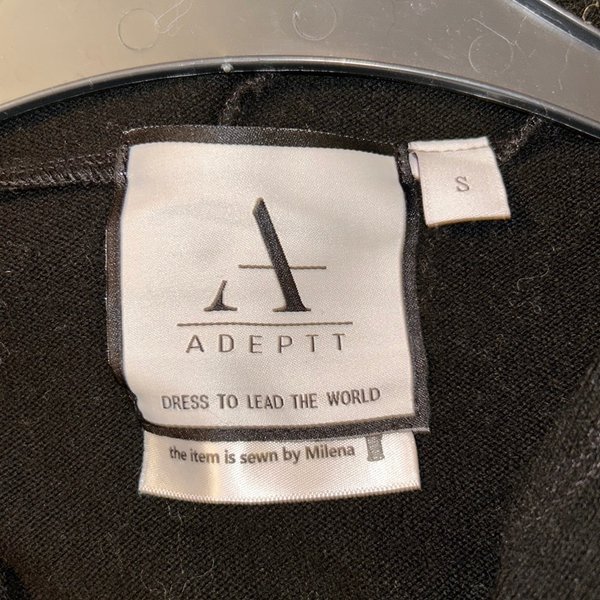 S
A
ADEPTT
DRESS TO LEAD THE WORLD
the item is sewn by Milena